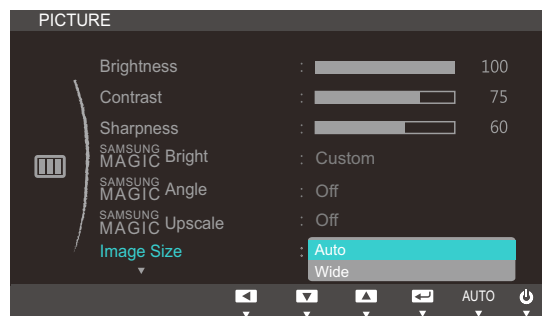 PICTURE
Brightness : 100
Contrast : 75
Sharpness : 60
SAMSUNG MAGIC Bright : Custom
SAMSUNG MAGIC Angle : Off
SAMSUNG MAGIC Upscale : Off
Image Size : Auto
Wide
AUTO